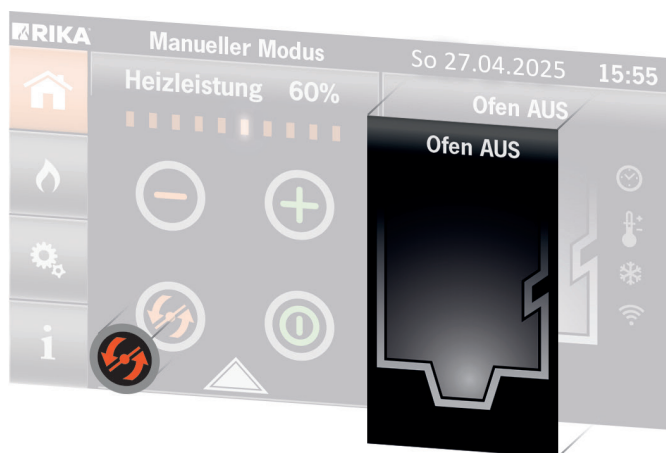 RIKA
Manueller Modus
So 27.04.2025
15:55
Heizleistung 60%
Ofen AUS
Ofen AUS
i